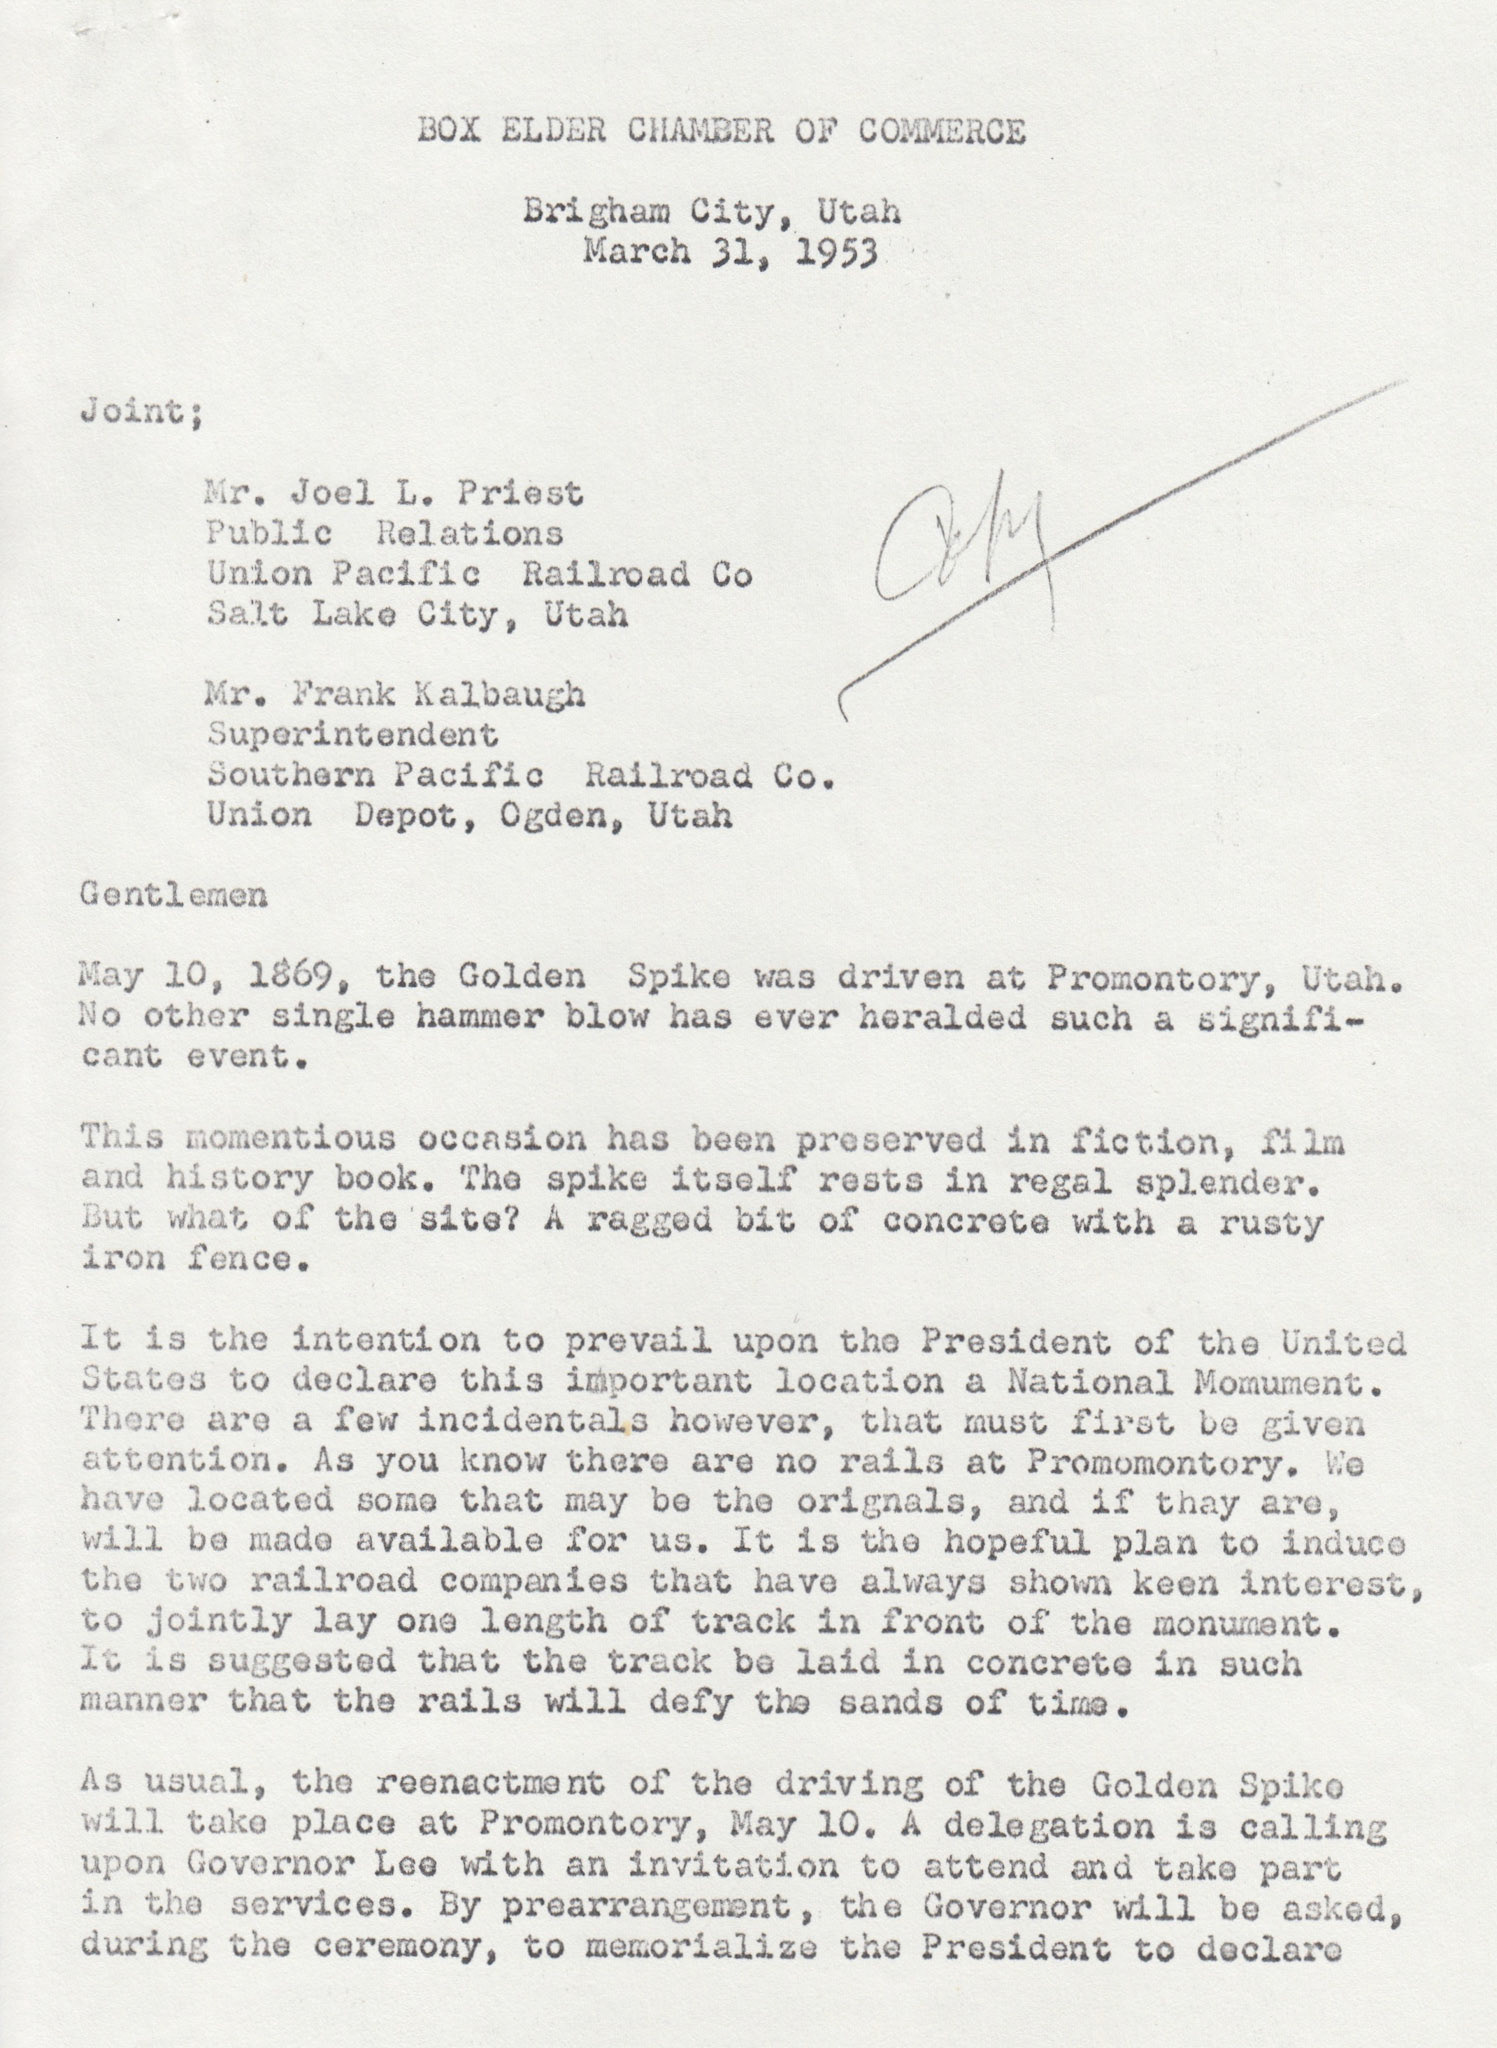 BOX ELDER CHAMBER OF COMMERCE
Brigham City, Utah
March 31, 1953
Joint;
Copy
Mr. Joel L. Priest
Public Relations
Union Pacific Railroad Co
Salt Lake City, Utah
Mr. Frank Kalbaugh
Superintendent
Southern Pacific Railroad Co.
Union Depot, Ogden, Utah
Gentlemen
May 10, 1869, the Golden Spike was driven at Promontory, Utah.
No other single hammer blow has ever heralded such a signifi-
cant event.
This momentious occasion has been preserved in fiction, film
and history book. The spike itself rests in regal splender.
But what of the site? A ragged bit of concrete with a rusty
iron fence.
It is the intention to prevail upon the President of the United
States to declare this important location a National Momument.
There are a few incidentals however, that must first be given
attention. As you know there are no rails at Promomontory. We
have located some that may be the orignals, and if thay are,
will be made available for us. It is the hopeful plan to induce
the two railroad companies that have always shown keen interest,
to jointly lay one length of track in front of the monument.
It is suggested that the track be laid in concrete in such
manner that the rails will defy the sands of time.
As usual, the reenactment of the driving of the Golden Spike
will take place at Promontory, May 10. A delegation is calling
upon Governor Lee with an invitation to attend and take part
in the services. By prearrangement, the Governor will be asked,
during the ceremony, to memorialize the President to declare